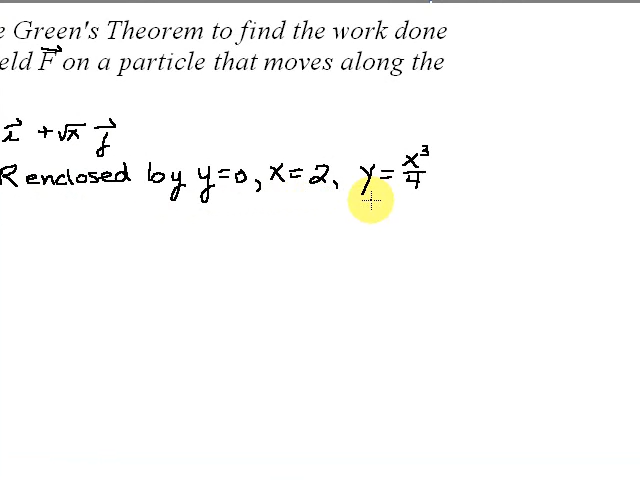 e Green's Theorem to find the work done
eld F⃗ on a particle that moves along the
i⃗ + √x j⃗
R enclosed by y=0, x=2, y=x³/4